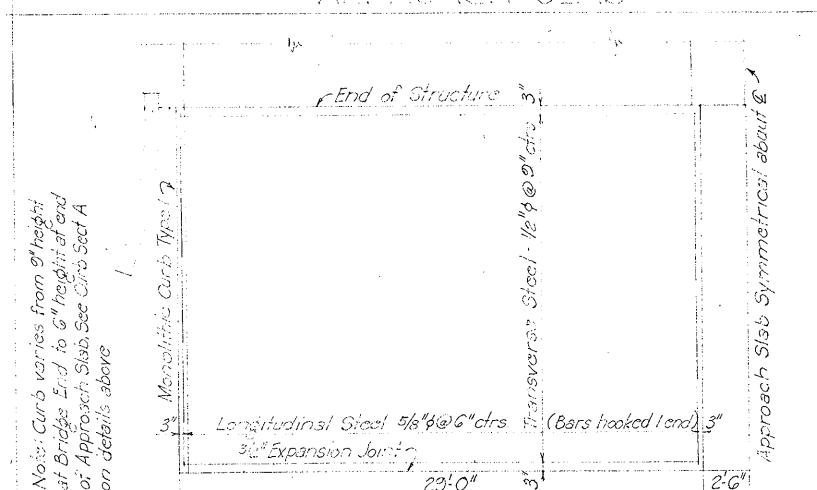 End of Structure
3"
Approach Slab Symmetrical about ℄
Transverse Steel - 1/2"ϕ @ 9" ctrs
Monolithic Curb Type 1
Note: Curb varies from 9" height
at Bridge End to 6" height at end
of Approach Slab, See Curb Sect A
on details above
3"
Longitudinal Steel 5/8"ϕ @ 6" ctrs.
(Bars hooked 1 end)
3"
Expansion Joint
29'-0"
3"
2'-6"